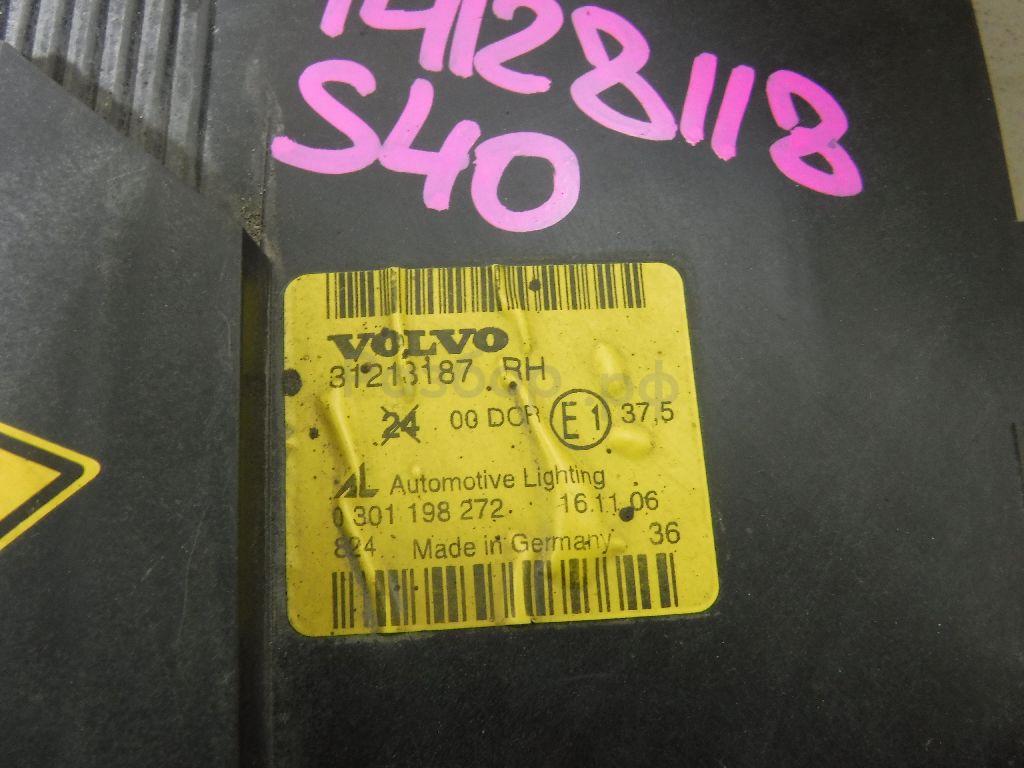 14128118
S40
VOLVO
31213187 RH
24 00 DCR E1 37,5
AL Automotive Lighting
0 301 198 272 16.11.06
824 Made in Germany 36